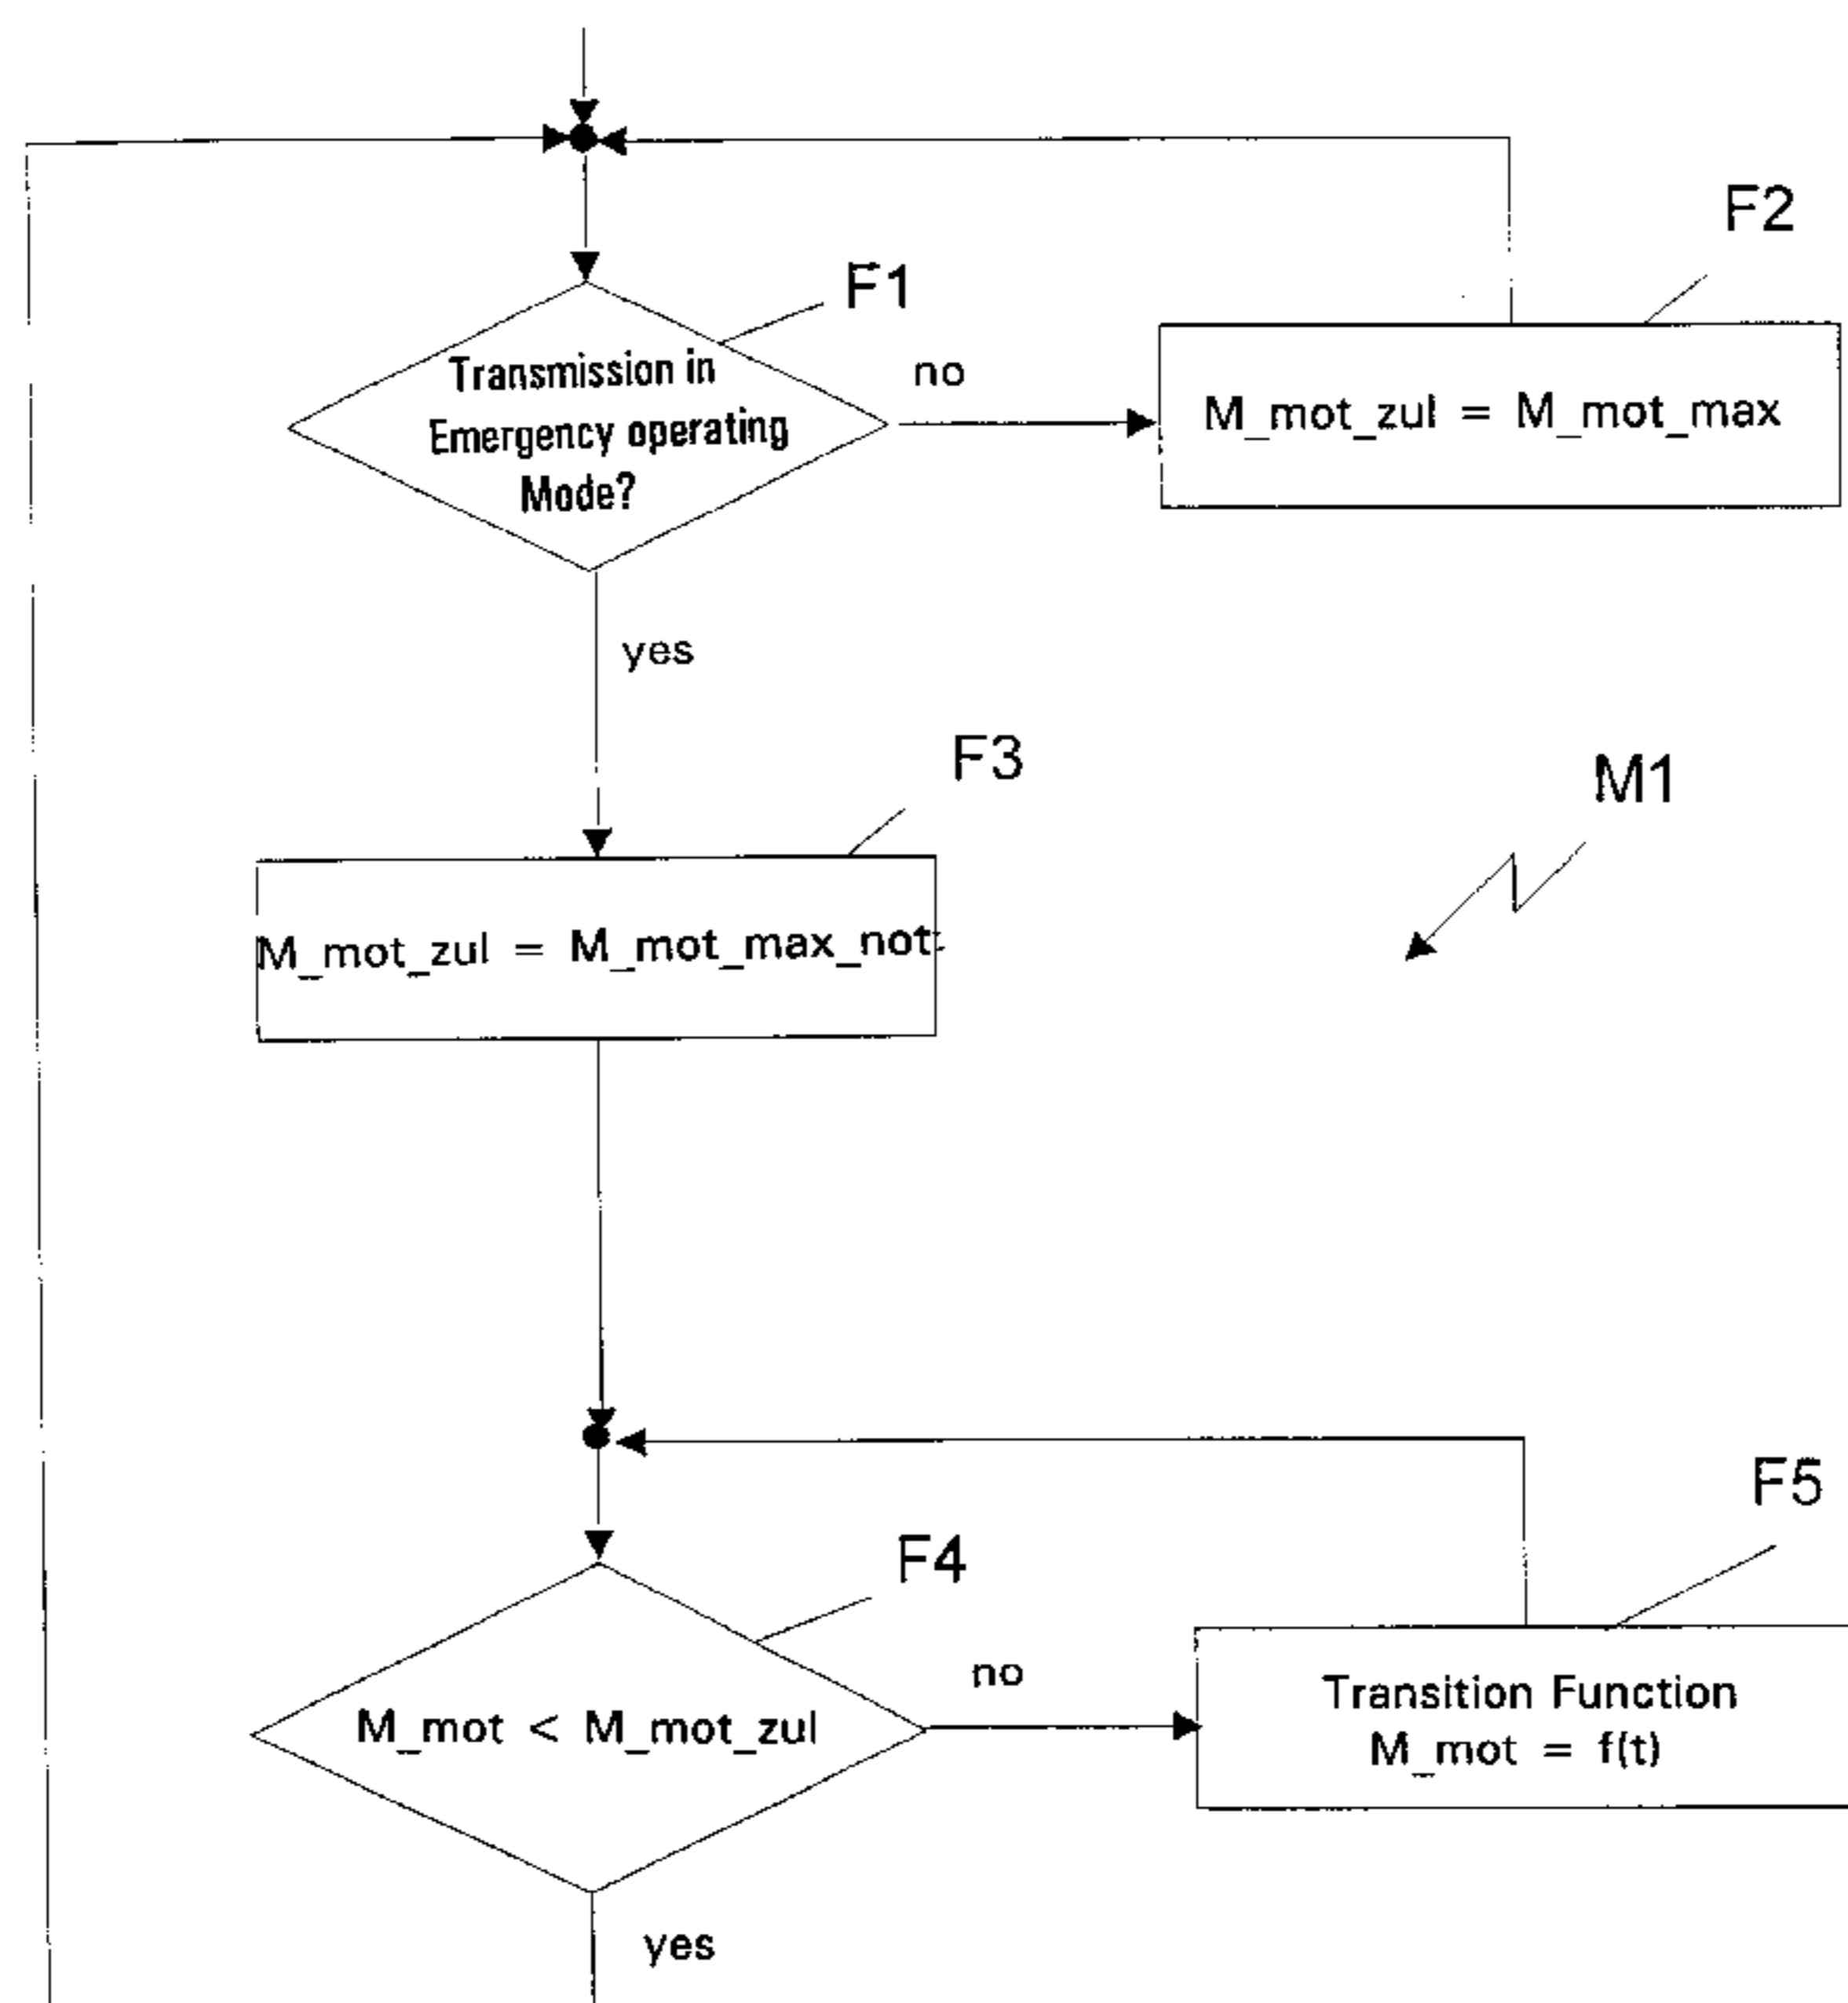 F2
F1
Transmission in
Emergency operating
Mode?
no
M_mot_zul = M_mot_max
yes
F3
M1
M_mot_zul = M_mot_max_not
F5
F4
no
M_mot < M_mot_zul
Transition Function
M_mot = f(t)
yes